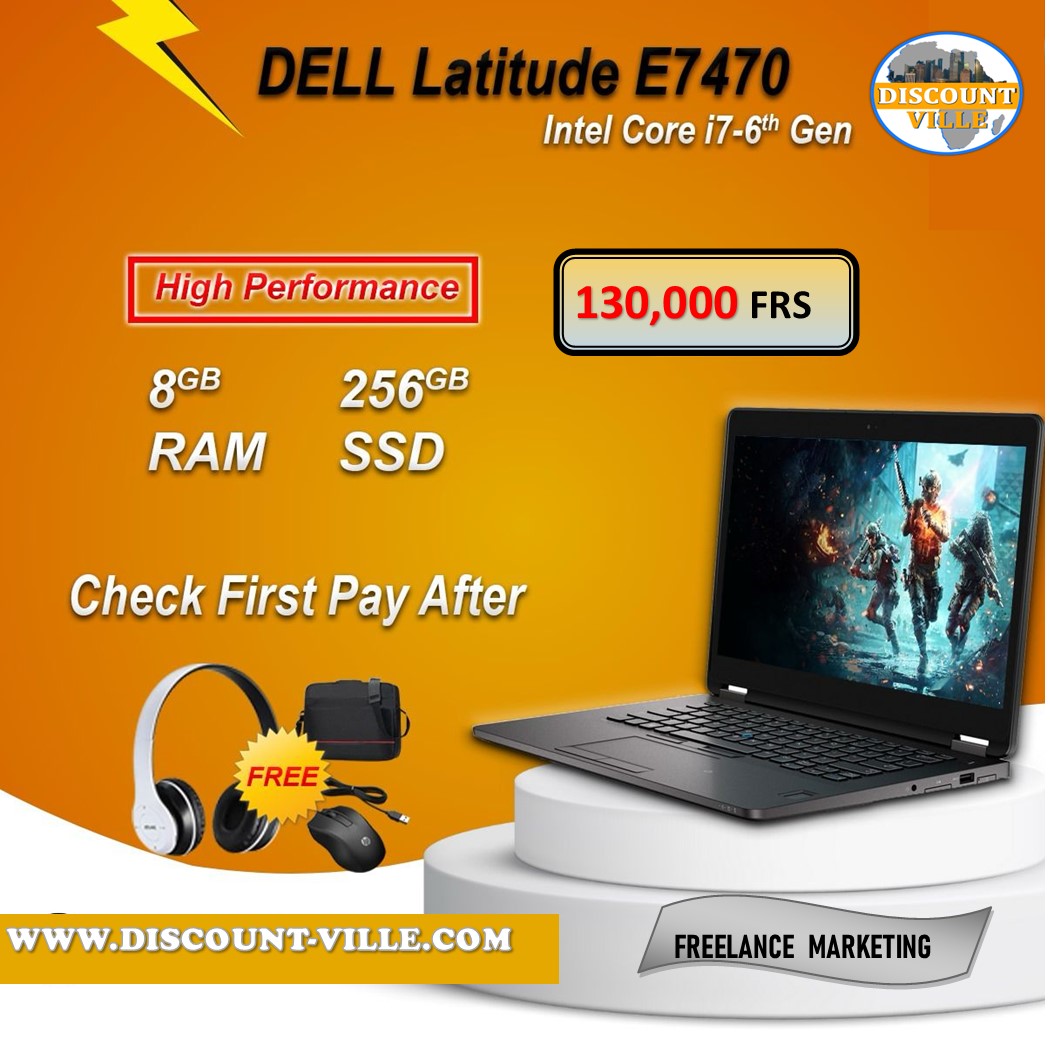 DELL Latitude E7470
Intel Core i7-6th Gen
DISCOUNT
VILLE
High Performance
130,000 FRS
8GB
RAM
256GB
SSD
Check First Pay After
FREE
hp
WWW.DISCOUNT-VILLE.COM
FREELANCE MARKETING